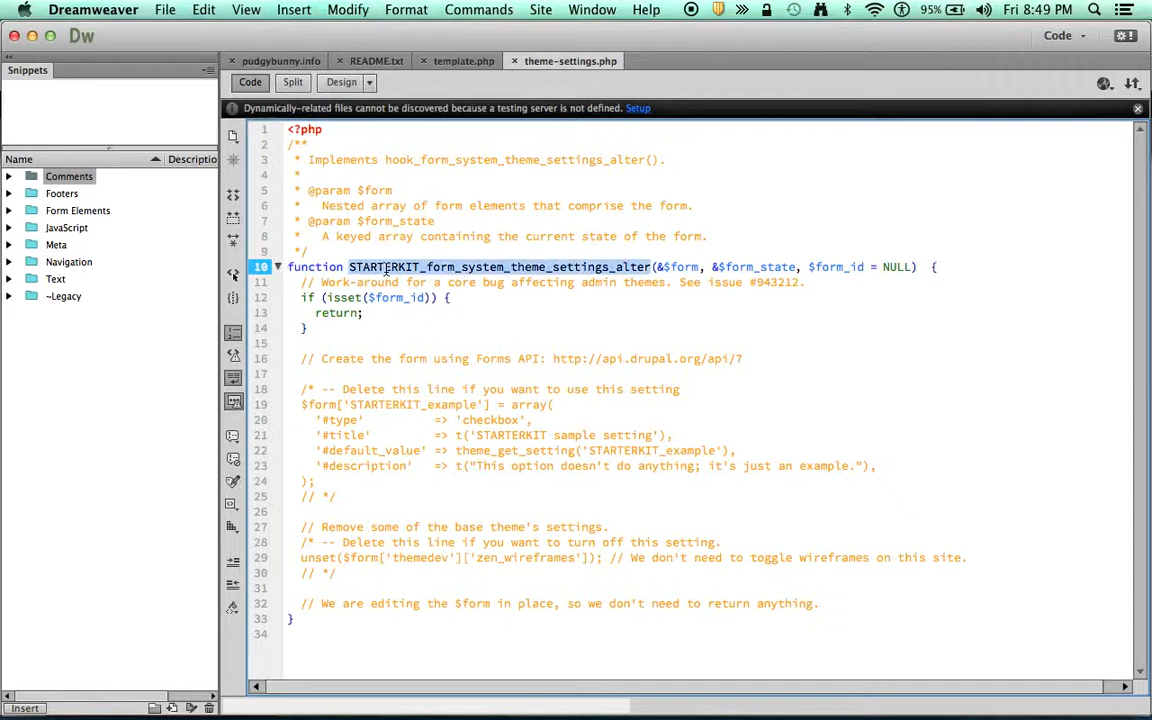 Dreamweaver File Edit View Insert Modify Format Commands Site Window Help 95% Fri 8:49 PM
Dw Code
Snippets
pudgybunny.info × README.txt × template.php × theme-settings.php
Code Split Design
Dynamically-related files cannot be discovered because a testing server is not defined. Setup
Name Descriptio
Comments
Footers
Form Elements
JavaScript
Meta
Navigation
Text
~Legacy
Insert
1 <?php
2 /**
3 * Implements hook_form_system_theme_settings_alter().
4 *
5 * @param $form
6 * Nested array of form elements that comprise the form.
7 * @param $form_state
8 * A keyed array containing the current state of the form.
9 */
10 function STARTERKIT_form_system_theme_settings_alter(&$form, &$form_state, $form_id = NULL) {
11 // Work-around for a core bug affecting admin themes. See issue #943212.
12 if (isset($form_id)) {
13 return;
14 }
15
16 // Create the form using Forms API: http://api.drupal.org/api/7
17
18 /* -- Delete this line if you want to use this setting
19 $form['STARTERKIT_example'] = array(
20 '#type' => 'checkbox',
21 '#title' => t('STARTERKIT sample setting'),
22 '#default_value' => theme_get_setting('STARTERKIT_example'),
23 '#description' => t("This option doesn't do anything; it's just an example."),
24 );
25 // */
26
27 // Remove some of the base theme's settings.
28 /* -- Delete this line if you want to turn off this setting.
29 unset($form['themedev']['zen_wireframes']); // We don't need to toggle wireframes on this site.
30 // */
31
32 // We are editing the $form in place, so we don't need to return anything.
33 }
34